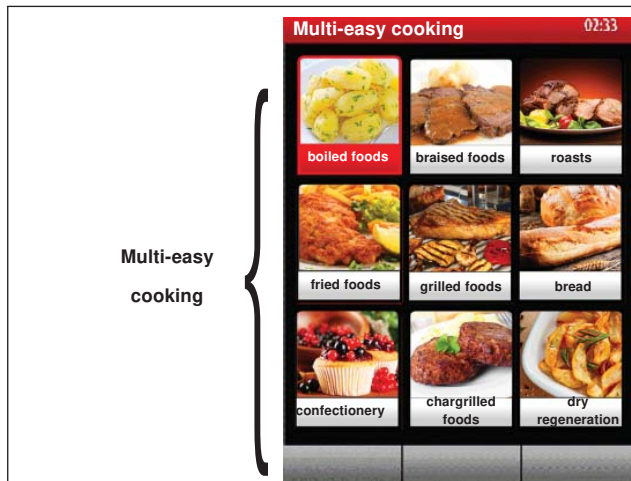 Multi-easy cooking 02:33
boiled foods braised foods roasts
Multi-easy
cooking
fried foods grilled foods bread
confectionery chargrilled
foods dry
regeneration